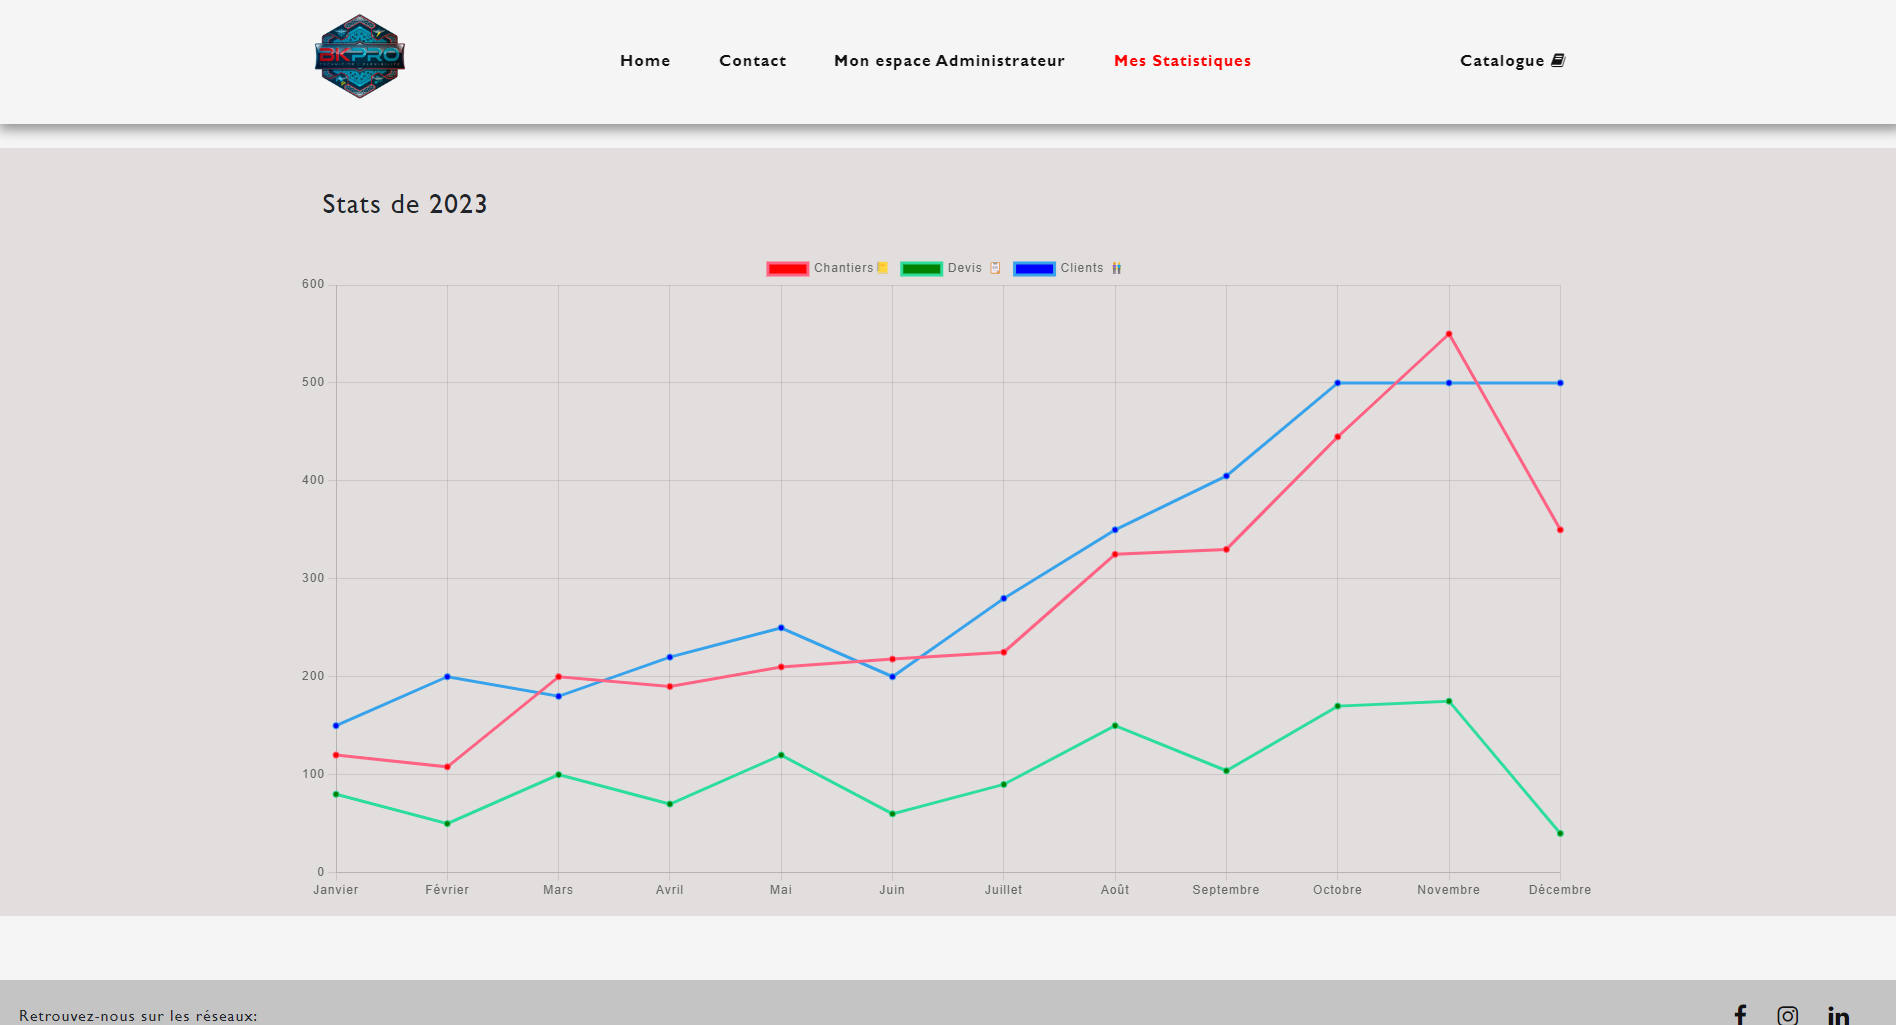 BKPRO
Home Contact Mon espace Administrateur Mes Statistiques Catalogue
Stats de 2023
Chantiers Devis Clients
600
500
400
300
200
100
0
Janvier Février Mars Avril Mai Juin Juillet Août Septembre Octobre Novembre Décembre
Retrouvez-nous sur les réseaux: